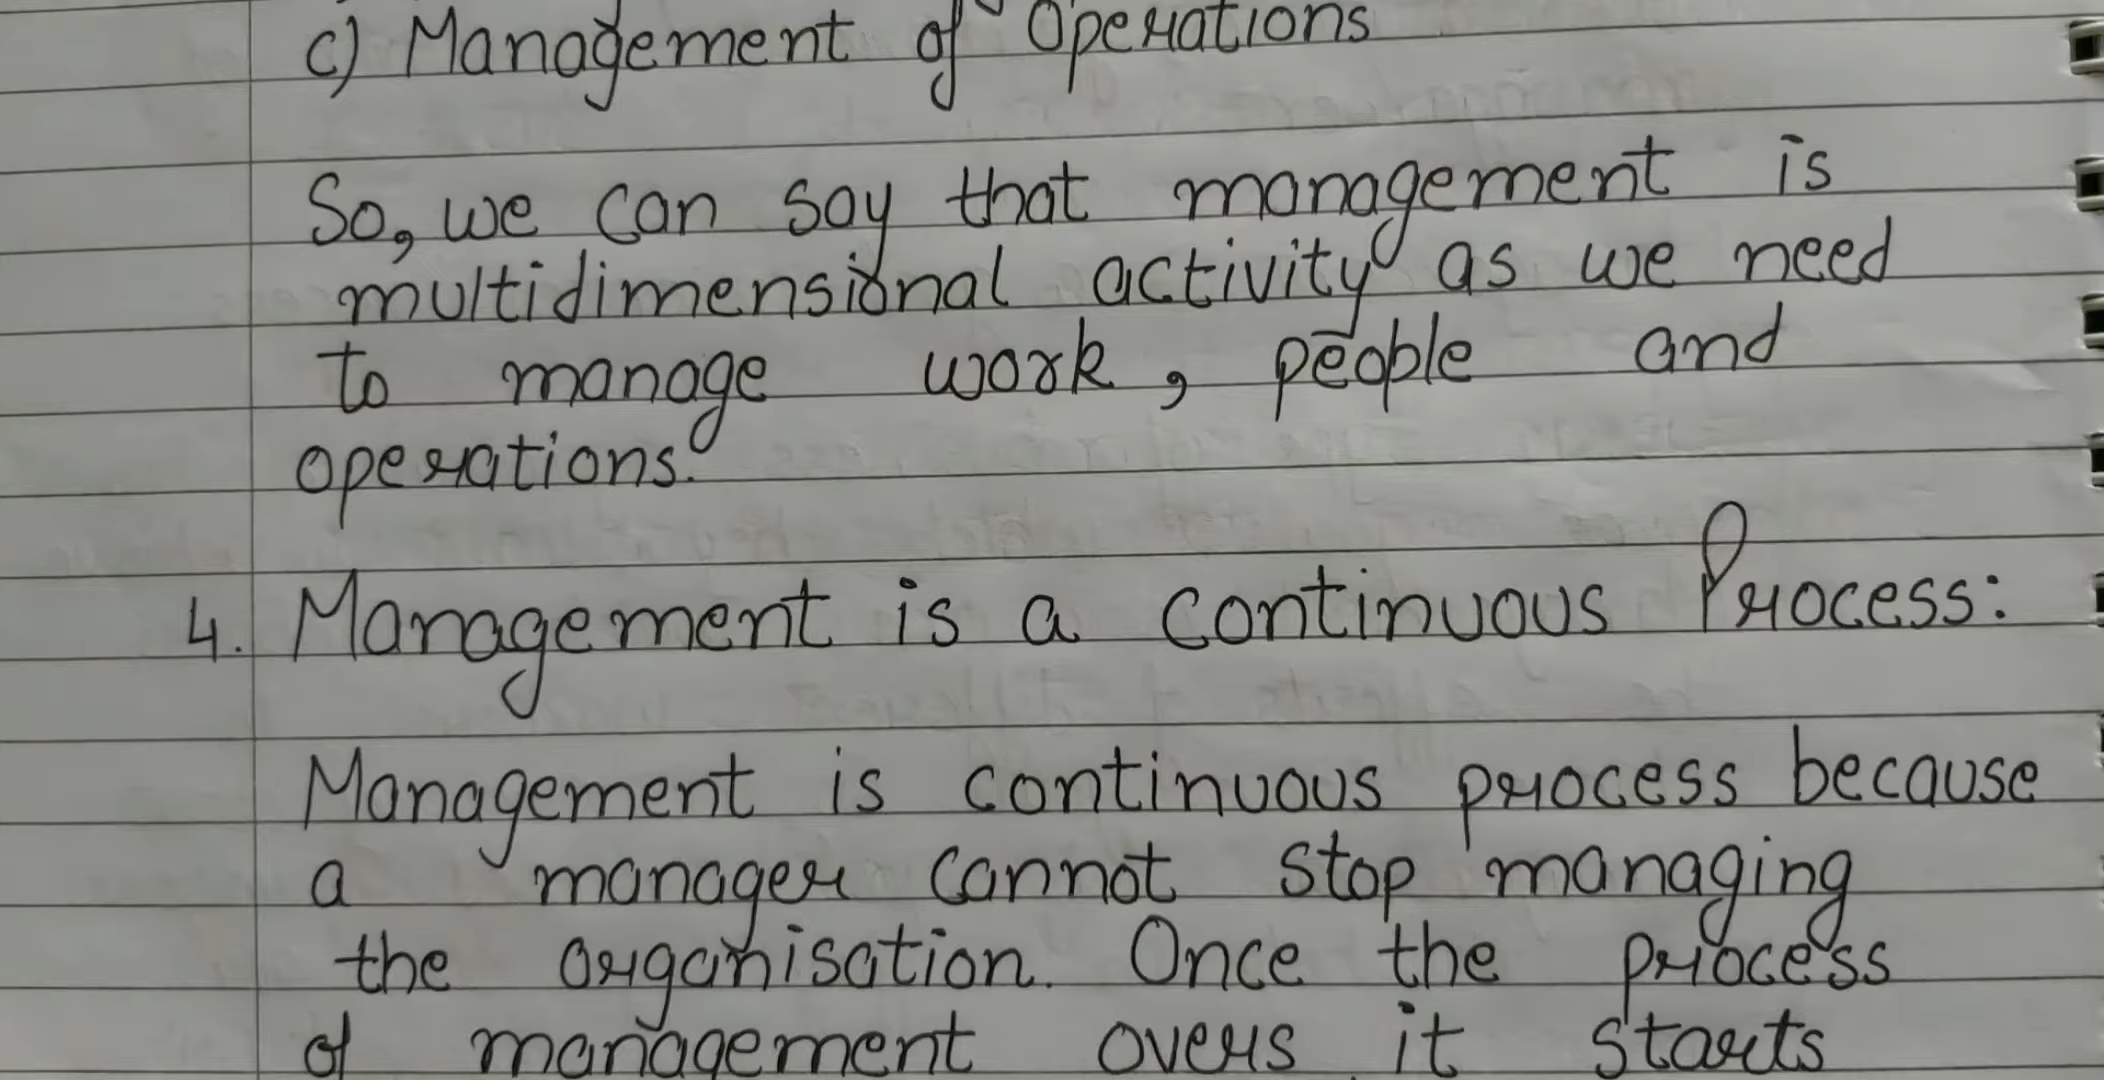 c) Management of Operations
So, we can say that management is
multidimensional activity as we need
to manage work, people and
operations.
4. Management is a continuous Process:
Management is continuous process because
a manager cannot stop managing
the organisation. Once the process
of management overs it starts